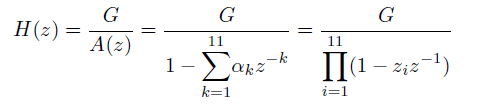 H(z) = G / A(z) = G / (1 − ∑_{k=1}^{11} α_k z^{−k}) = G / ∏_{i=1}^{11} (1 − z_i z^{−1})